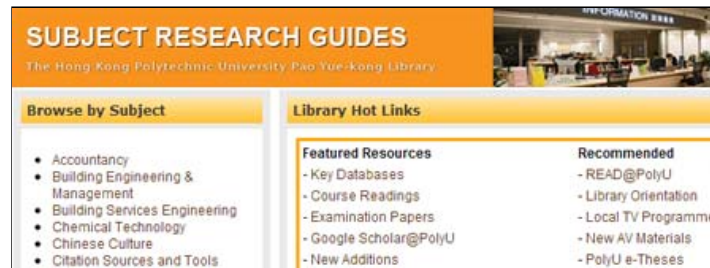 SUBJECT RESEARCH GUIDES
The Hong Kong Polytechnic University Pao Yue-kong Library
INFORMATION
Browse by Subject
• Accountancy
• Building Engineering &
Management
• Building Services Engineering
• Chemical Technology
• Chinese Culture
• Citation Sources and Tools
Library Hot Links
Featured Resources
- Key Databases
- Course Readings
- Examination Papers
- Google Scholar@PolyU
- New Additions
Recommended
- READ@PolyU
- Library Orientation
- Local TV Programme
- New AV Materials
- PolyU e-Theses